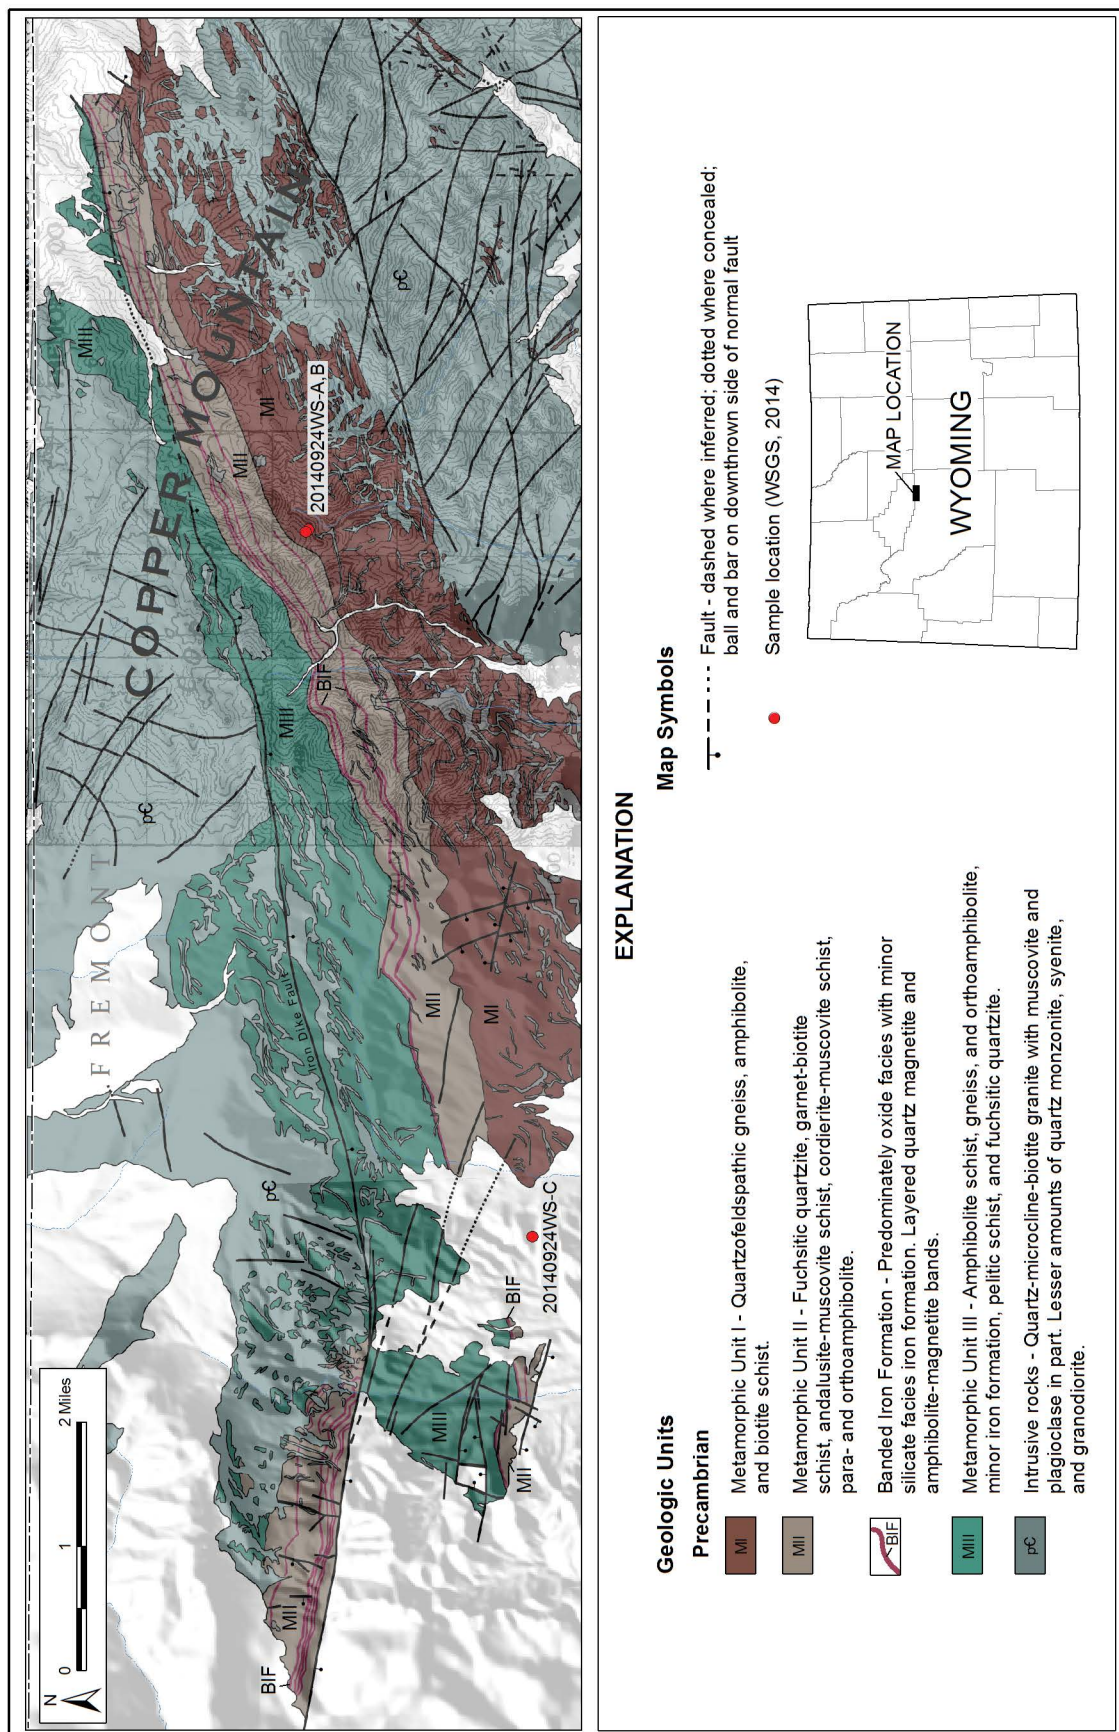 N
0 1 2 Miles
FREMONT
COPPER MOUNTAIN
pЄ
MIII
pЄ
MIII
MII
MI
20140924WS-A,B
pЄ
BIF
Iron Dike Fault
pЄ
MII
MI
MII
BIF
MIII
MII
BIF
20140924WS-C
EXPLANATION
Geologic Units
Precambrian
MI
Metamorphic Unit I - Quartzofeldspathic gneiss, amphibolite,
and biotite schist.
MII
Metamorphic Unit II - Fuchsitic quartzite, garnet-biotite
schist, andalusite-muscovite schist, cordierite-muscovite schist,
para- and orthoamphibolite.
BIF
Banded Iron Formation - Predominately oxide facies with minor
silicate facies iron formation. Layered quartz magnetite and
amphibolite-magnetite bands.
MIII
Metamorphic Unit III - Amphibolite schist, gneiss, and orthoamphibolite,
minor iron formation, pelitic schist, and fuchsitic quartzite.
pЄ
Intrusive rocks - Quartz-microcline-biotite granite with muscovite and
plagioclase in part. Lesser amounts of quartz monzonite, syenite,
and granodiorite.
Map Symbols
Fault - dashed where inferred; dotted where concealed;
ball and bar on downthrown side of normal fault
Sample location (WSGS, 2014)
MAP LOCATION
WYOMING